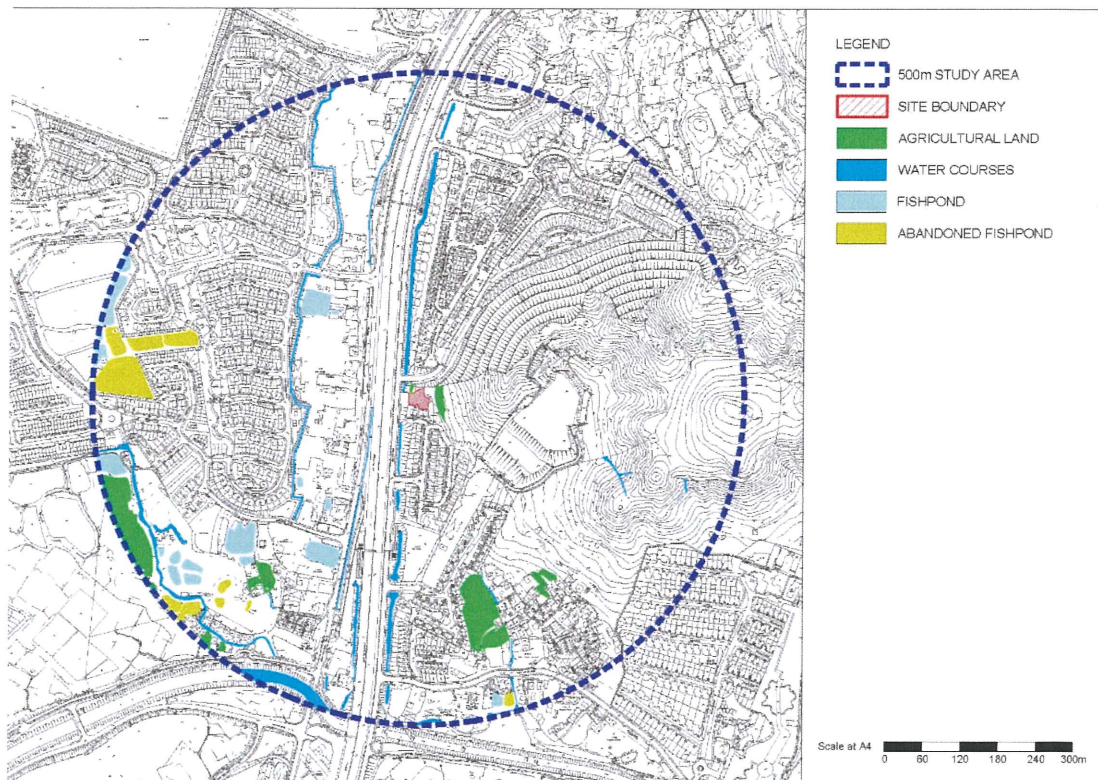 LEGEND
500m STUDY AREA
SITE BOUNDARY
AGRICULTURAL LAND
WATER COURSES
FISHPOND
ABANDONED FISHPOND
Scale at A4
0 60 120 180 240 300m